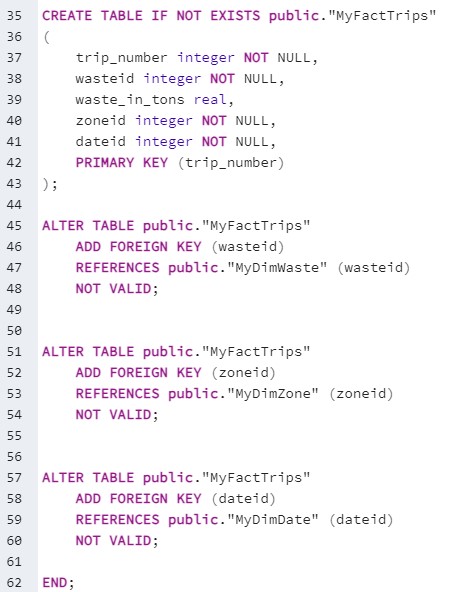 35 CREATE TABLE IF NOT EXISTS public."MyFactTrips"
36 (
37     trip_number integer NOT NULL,
38     wasteid integer NOT NULL,
39     waste_in_tons real,
40     zoneid integer NOT NULL,
41     dateid integer NOT NULL,
42     PRIMARY KEY (trip_number)
43 );
44
45 ALTER TABLE public."MyFactTrips"
46     ADD FOREIGN KEY (wasteid)
47     REFERENCES public."MyDimWaste" (wasteid)
48     NOT VALID;
49
50
51 ALTER TABLE public."MyFactTrips"
52     ADD FOREIGN KEY (zoneid)
53     REFERENCES public."MyDimZone" (zoneid)
54     NOT VALID;
55
56
57 ALTER TABLE public."MyFactTrips"
58     ADD FOREIGN KEY (dateid)
59     REFERENCES public."MyDimDate" (dateid)
60     NOT VALID;
61
62 END;